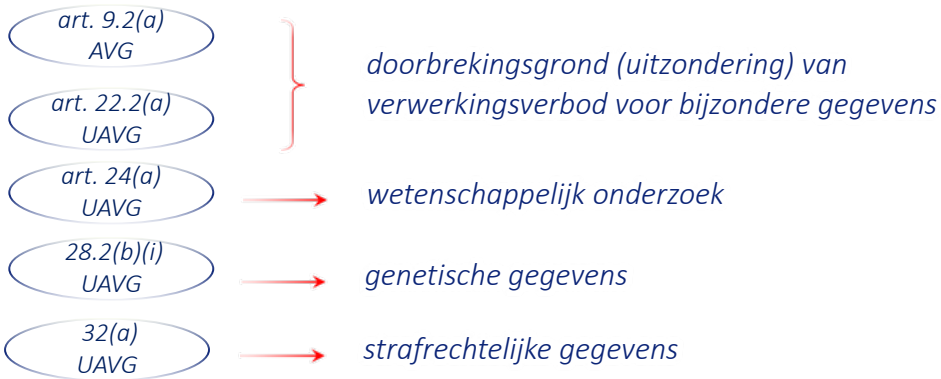 art. 9.2(a)
AVG
art. 22.2(a)
UAVG
doorbrekingsgrond (uitzondering) van
verwerkingsverbod voor bijzondere gegevens
art. 24(a)
UAVG
wetenschappelijk onderzoek
28.2(b)(i)
UAVG
genetische gegevens
32(a)
UAVG
strafrechtelijke gegevens